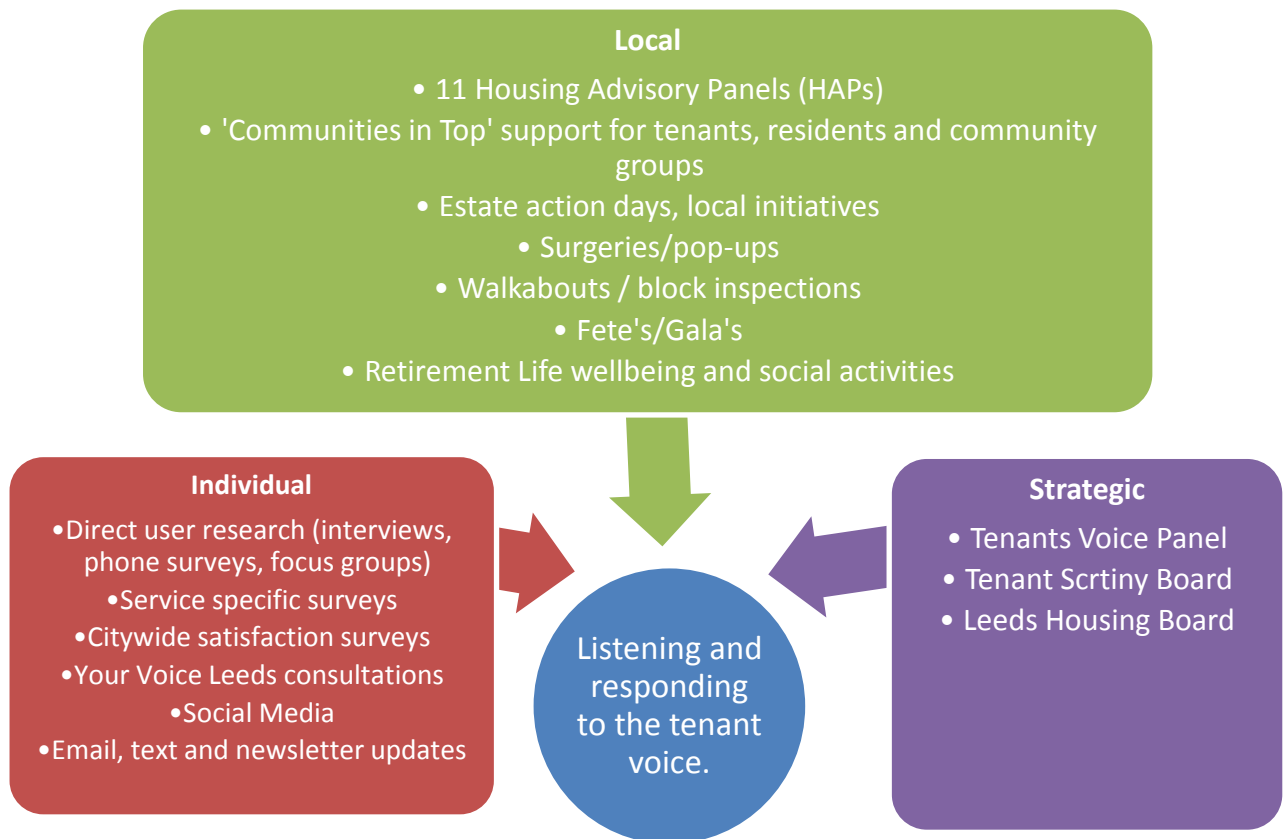 Local
• 11 Housing Advisory Panels (HAPs)
• 'Communities in Top' support for tenants, residents and community
groups
• Estate action days, local initiatives
• Surgeries/pop-ups
• Walkabouts / block inspections
• Fete's/Gala's
• Retirement Life wellbeing and social activities
Individual
•Direct user research (interviews,
phone surveys, focus groups)
•Service specific surveys
•Citywide satisfaction surveys
•Your Voice Leeds consultations
•Social Media
•Email, text and newsletter updates
Listening and
responding
to the tenant
voice.
Strategic
• Tenants Voice Panel
• Tenant Scrtiny Board
• Leeds Housing Board